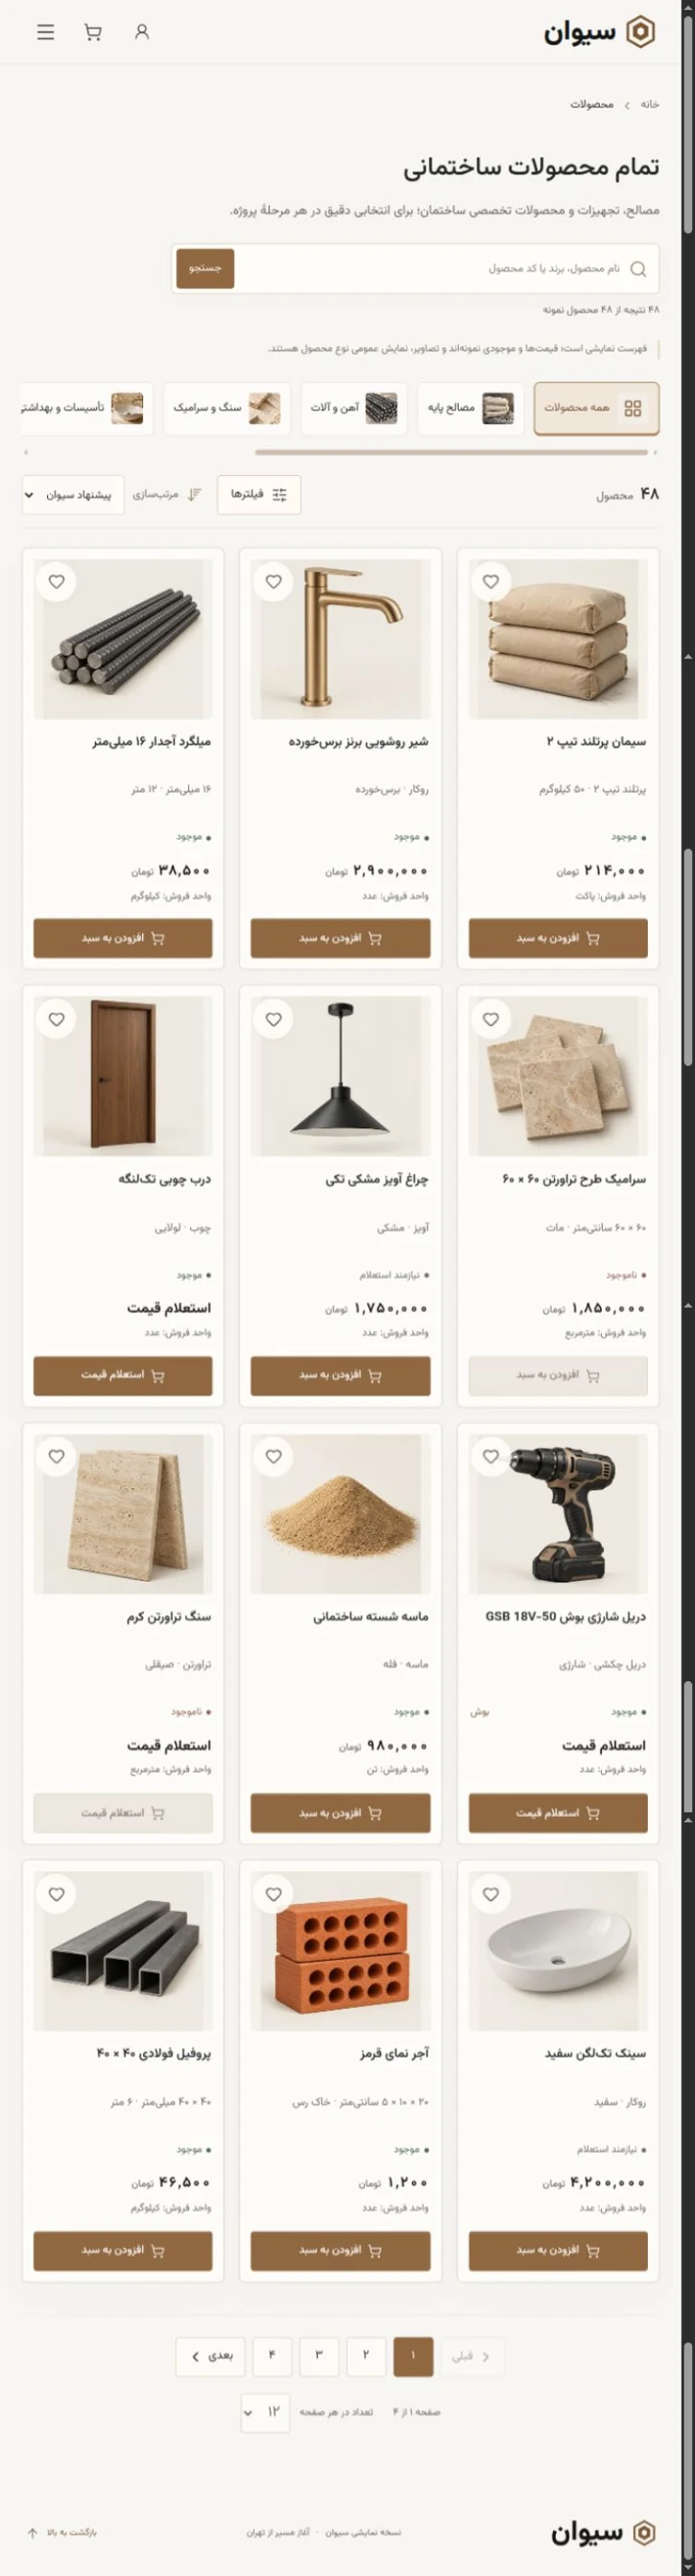 سیوان
خانه › محصولات
تمام محصولات ساختمانی
مصالح، تجهیزات و محصولات تخصصی ساختمان؛ برای انتخابی دقیق در هر مرحلهٔ پروژه.
نام محصول، برند یا کد محصول
جستجو
۴۸ نتیجه از ۴۸ محصول نمونه
فهرست نمایشی است؛ قیمت‌ها و موجودی نمونه‌اند و تصاویر، نمایش عمومی نوع محصول هستند.
همه محصولات
مصالح پایه
آهن و آلات
سنگ و سرامیک
تأسیسات و بهداشتی
۴۸ محصول
فیلترها
مرتب‌سازی
پیشنهاد سیوان
سیمان پرتلند تیپ ۲
پرتلند تیپ ۲ · ۵۰ کیلوگرم
موجود
۲۱۴,۰۰۰ تومان
واحد فروش: پاکت
افزودن به سبد
شیر روشویی برنز برس‌خورده
روکار · برس‌خورده
موجود
۲,۹۰۰,۰۰۰ تومان
واحد فروش: عدد
افزودن به سبد
میلگرد آجدار ۱۶ میلی‌متر
۱۶ میلی‌متر · ۱۲ متر
موجود
۳۸,۵۰۰ تومان
واحد فروش: کیلوگرم
افزودن به سبد
سرامیک طرح تراورتن ۶۰ × ۶۰
۶۰ × ۶۰ سانتی‌متر · مات
ناموجود
۱,۸۵۰,۰۰۰ تومان
واحد فروش: مترمربع
افزودن به سبد
چراغ آویز مشکی تکی
آویز · مشکی
نیازمند استعلام
۱,۷۵۰,۰۰۰ تومان
واحد فروش: عدد
افزودن به سبد
درب چوبی تک‌لنگه
چوب · لولایی
موجود
استعلام قیمت
واحد فروش: عدد
استعلام قیمت
دریل شارژی بوش GSB 18V-50
دریل چکشی · شارژی
موجود
بوش
استعلام قیمت
واحد فروش: عدد
استعلام قیمت
ماسه شسته ساختمانی
ماسه · فله
موجود
۹۸۰,۰۰۰ تومان
واحد فروش: تن
افزودن به سبد
سنگ تراورتن کرم
تراورتن · صیقلی
ناموجود
استعلام قیمت
واحد فروش: مترمربع
استعلام قیمت
سینک تک‌لگن سفید
روکار · سفید
نیازمند استعلام
۴,۲۰۰,۰۰۰ تومان
واحد فروش: عدد
افزودن به سبد
آجر نمای قرمز
۲۰ × ۱۰ × ۵ سانتی‌متر · خاک رس
موجود
۱,۲۰۰ تومان
واحد فروش: عدد
افزودن به سبد
پروفیل فولادی ۴۰ × ۴۰
۴۰ × ۴۰ میلی‌متر · ۶ متر
موجود
۴۶,۵۰۰ تومان
واحد فروش: کیلوگرم
افزودن به سبد
قبلی ۱ ۲ ۳ ۴ بعدی
صفحه ۱ از ۴
تعداد در هر صفحه ۱۲
سیوان
نسخه نمایشی سیوان · آغاز مسیر از تهران
بازگشت به بالا